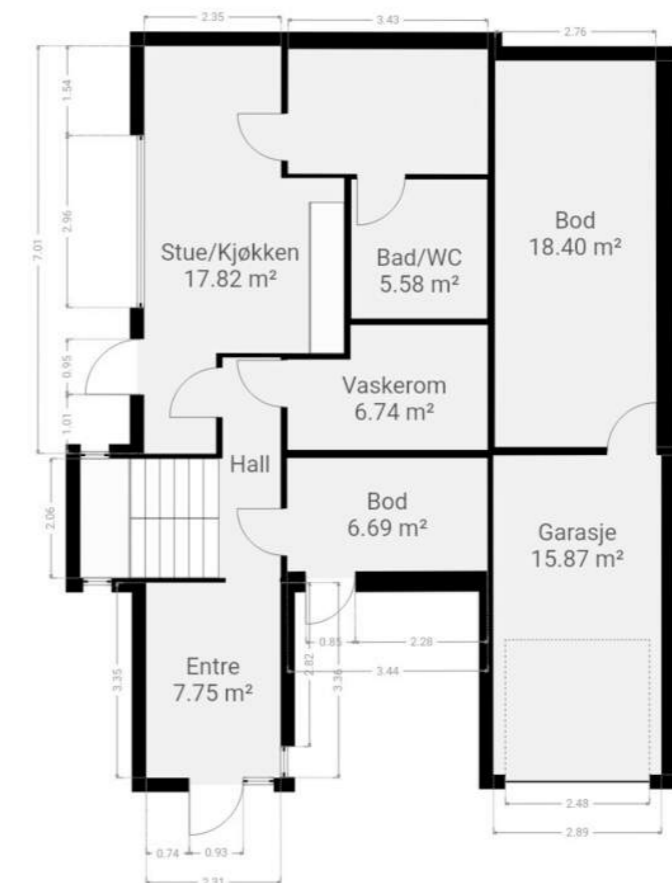 2.35
3.43
2.76
1.54
2.96
7.01
Stue/Kjøkken
17.82 m²
Bad/WC
5.58 m²
Bod
18.40 m²
0.95
1.01
Vaskerom
6.74 m²
Hall
2.06
Bod
6.69 m²
Garasje
15.87 m²
Entre
7.75 m²
3.35
0.85
2.28
2.82
3.36
3.44
2.48
2.89
0.74
0.93
2.31